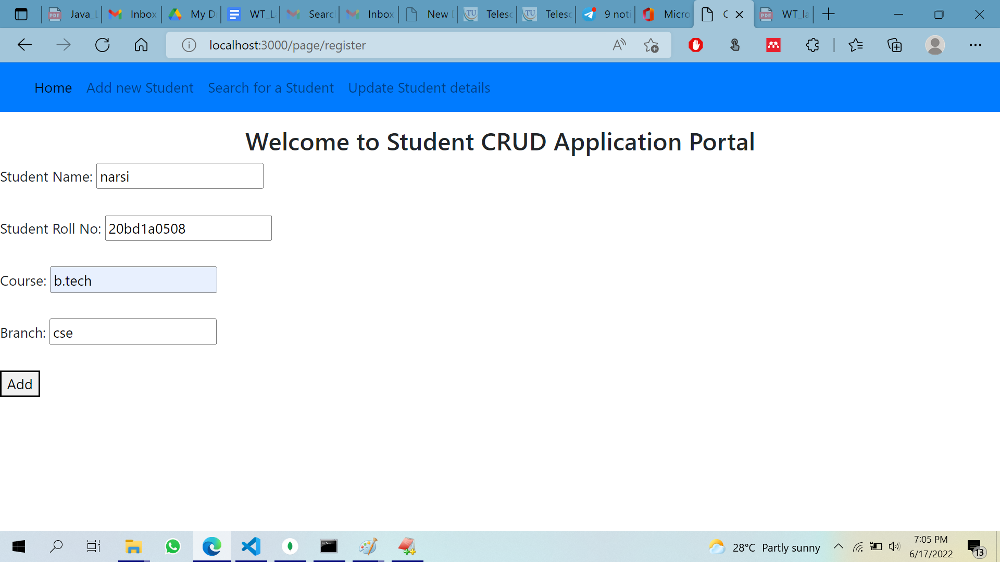 Java_L Inbox My Dr WT_L Searc Inbox New Telesc Telesc 9 noti Micro WT_la
localhost:3000/page/register
Home Add new Student Search for a Student Update Student details
Welcome to Student CRUD Application Portal
Student Name: narsi
Student Roll No: 20bd1a0508
Course: b.tech
Branch: cse
Add
28°C Partly sunny
7:05 PM
6/17/2022
13